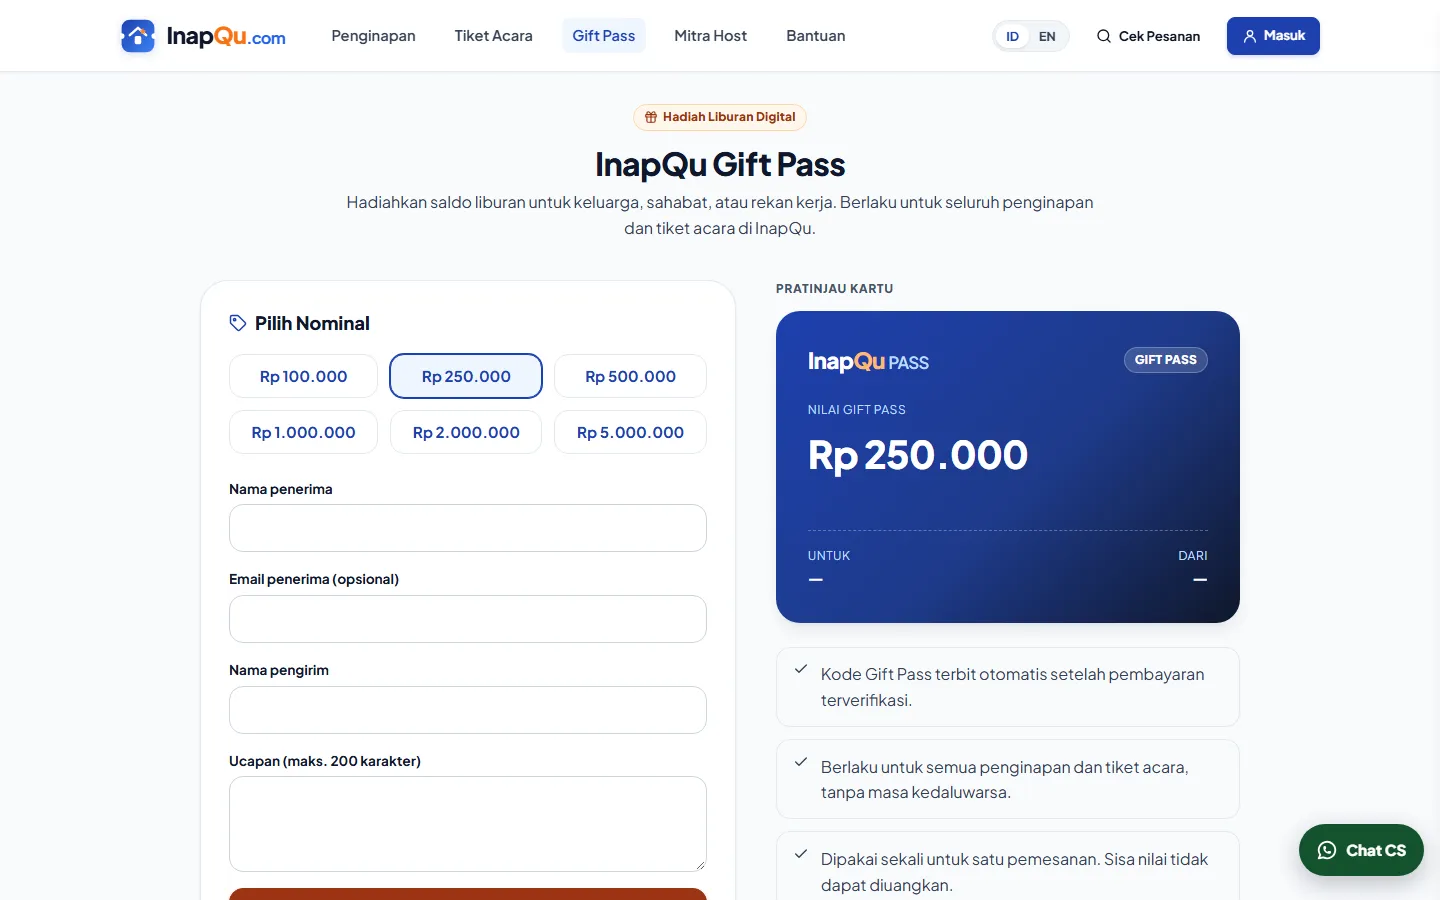 InapQu.com
Penginapan
Tiket Acara
Gift Pass
Mitra Host
Bantuan
ID
EN
Cek Pesanan
Masuk
Hadiah Liburan Digital
InapQu Gift Pass
Hadiahkan saldo liburan untuk keluarga, sahabat, atau rekan kerja. Berlaku untuk seluruh penginapan
dan tiket acara di InapQu.
Pilih Nominal
Rp 100.000
Rp 250.000
Rp 500.000
Rp 1.000.000
Rp 2.000.000
Rp 5.000.000
Nama penerima
Email penerima (opsional)
Nama pengirim
Ucapan (maks. 200 karakter)
PRATINJAU KARTU
InapQu PASS
GIFT PASS
NILAI GIFT PASS
Rp 250.000
UNTUK
DARI
—
—
Kode Gift Pass terbit otomatis setelah pembayaran
terverifikasi.
Berlaku untuk semua penginapan dan tiket acara,
tanpa masa kedaluwarsa.
Dipakai sekali untuk satu pemesanan. Sisa nilai tidak
dapat diuangkan.
Chat CS